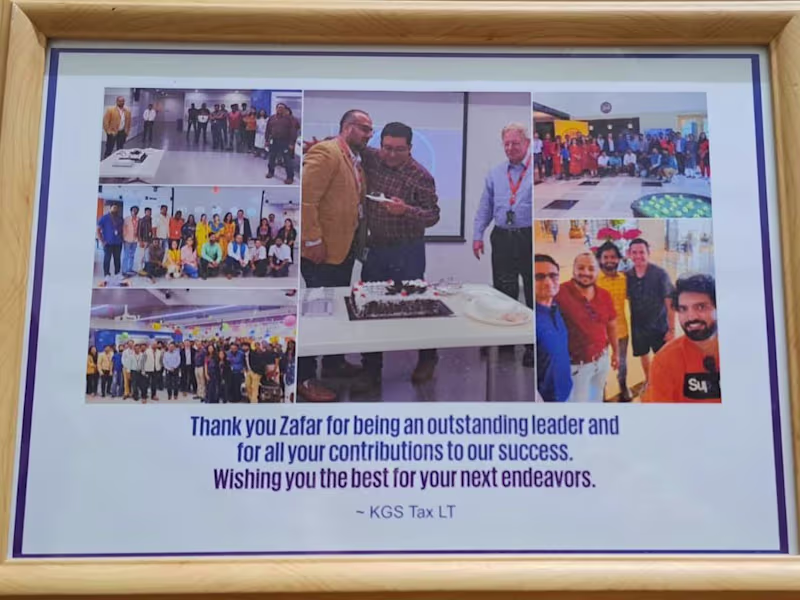 Sup
Thank you Zafar for being an outstanding leader and
for all your contributions to our success.
Wishing you the best for your next endeavors.
~ KGS Tax LT